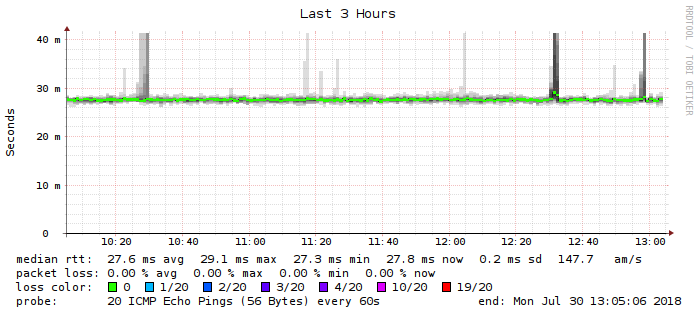 Last 3 Hours
RRDTOOL / TOBI OETIKER
Seconds
40 m
30 m
20 m
10 m
0
10:20 10:40 11:00 11:20 11:40 12:00 12:20 12:40 13:00
median rtt: 27.6 ms avg 29.1 ms max 27.3 ms min 27.8 ms now 0.2 ms sd 147.7 am/s
packet loss: 0.00 % avg 0.00 % max 0.00 % min 0.00 % now
loss color: 0 1/20 2/20 3/20 4/20 10/20 19/20
probe: 20 ICMP Echo Pings (56 Bytes) every 60s end: Mon Jul 30 13:05:06 2018